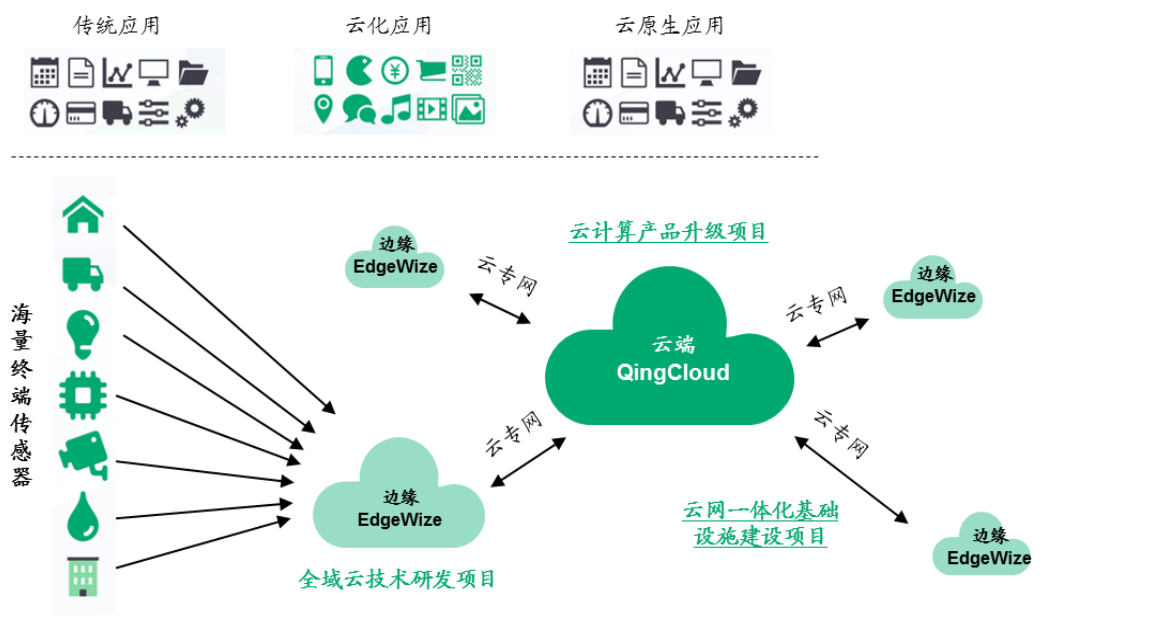 传统应用
云化应用
云原生应用
海量终端传感器
边缘
EdgeWize
云专网
云计算产品升级项目
云端
QingCloud
云专网
边缘
EdgeWize
云专网
边缘
EdgeWize
全域云技术研发项目
云专网
云网一体化基础
设施建设项目
边缘
EdgeWize